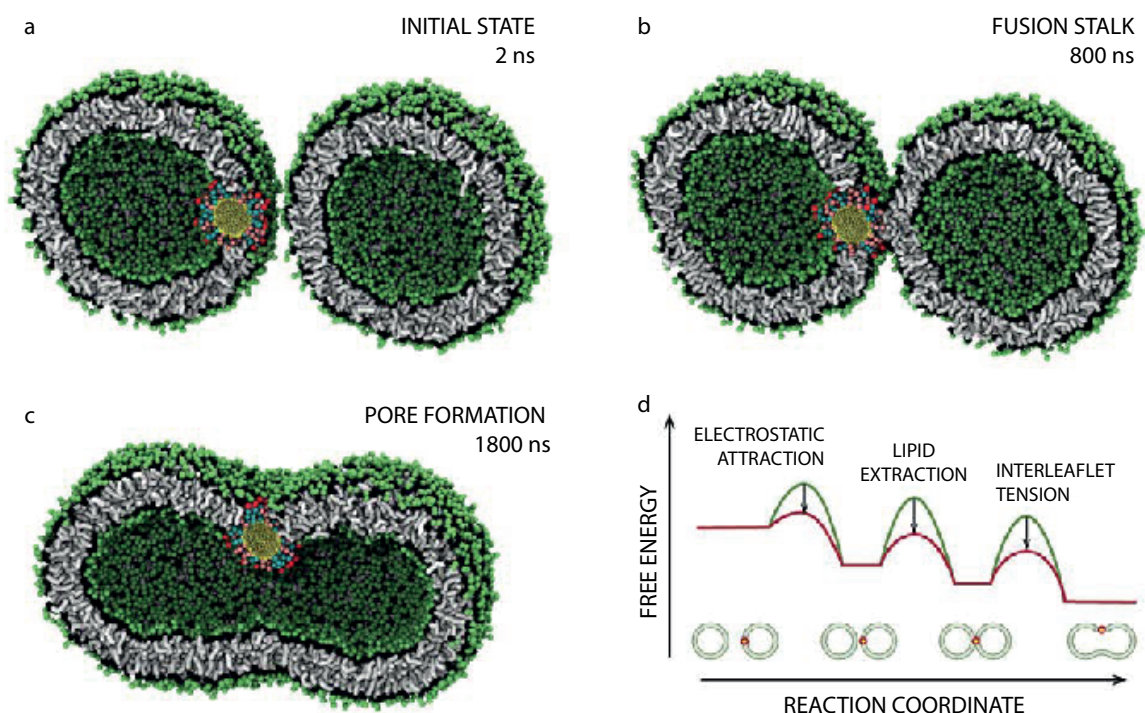 a
INITIAL STATE
2 ns
b
FUSION STALK
800 ns
c
PORE FORMATION
1800 ns
d
ELECTROSTATIC
ATTRACTION
LIPID
EXTRACTION
INTERLEAFLET
TENSION
FREE ENERGY
REACTION COORDINATE